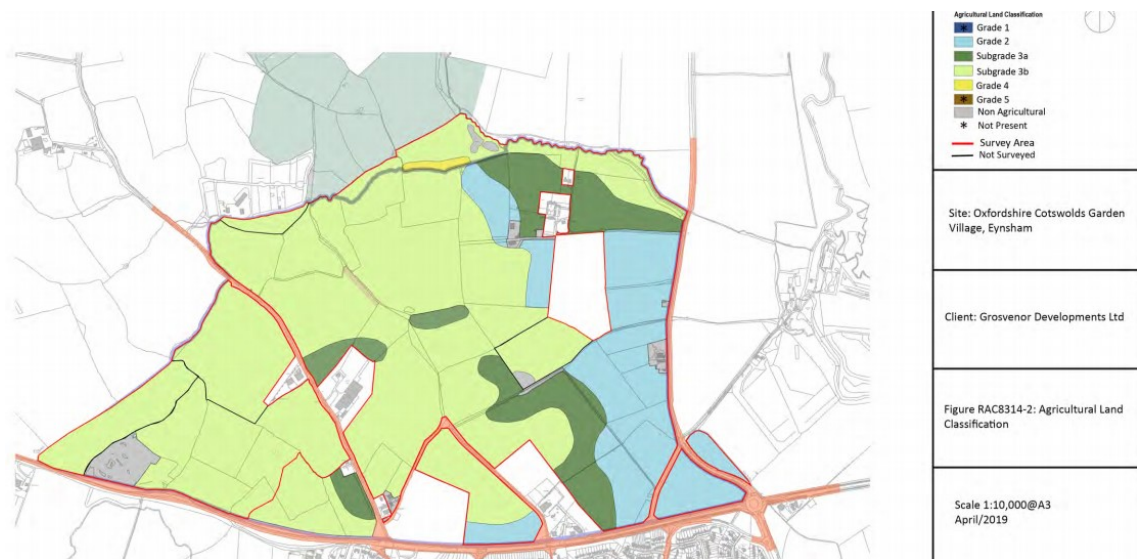 Agricultural Land Classification
* Grade 1
Grade 2
Subgrade 3a
Subgrade 3b
Grade 4
* Grade 5
Non Agricultural
* Not Present
Survey Area
Not Surveyed
Site: Oxfordshire Cotswolds Garden
Village, Eynsham
Client: Grosvenor Developments Ltd
Figure RAC8314-2: Agricultural Land
Classification
Scale 1:10,000@A3
April/2019